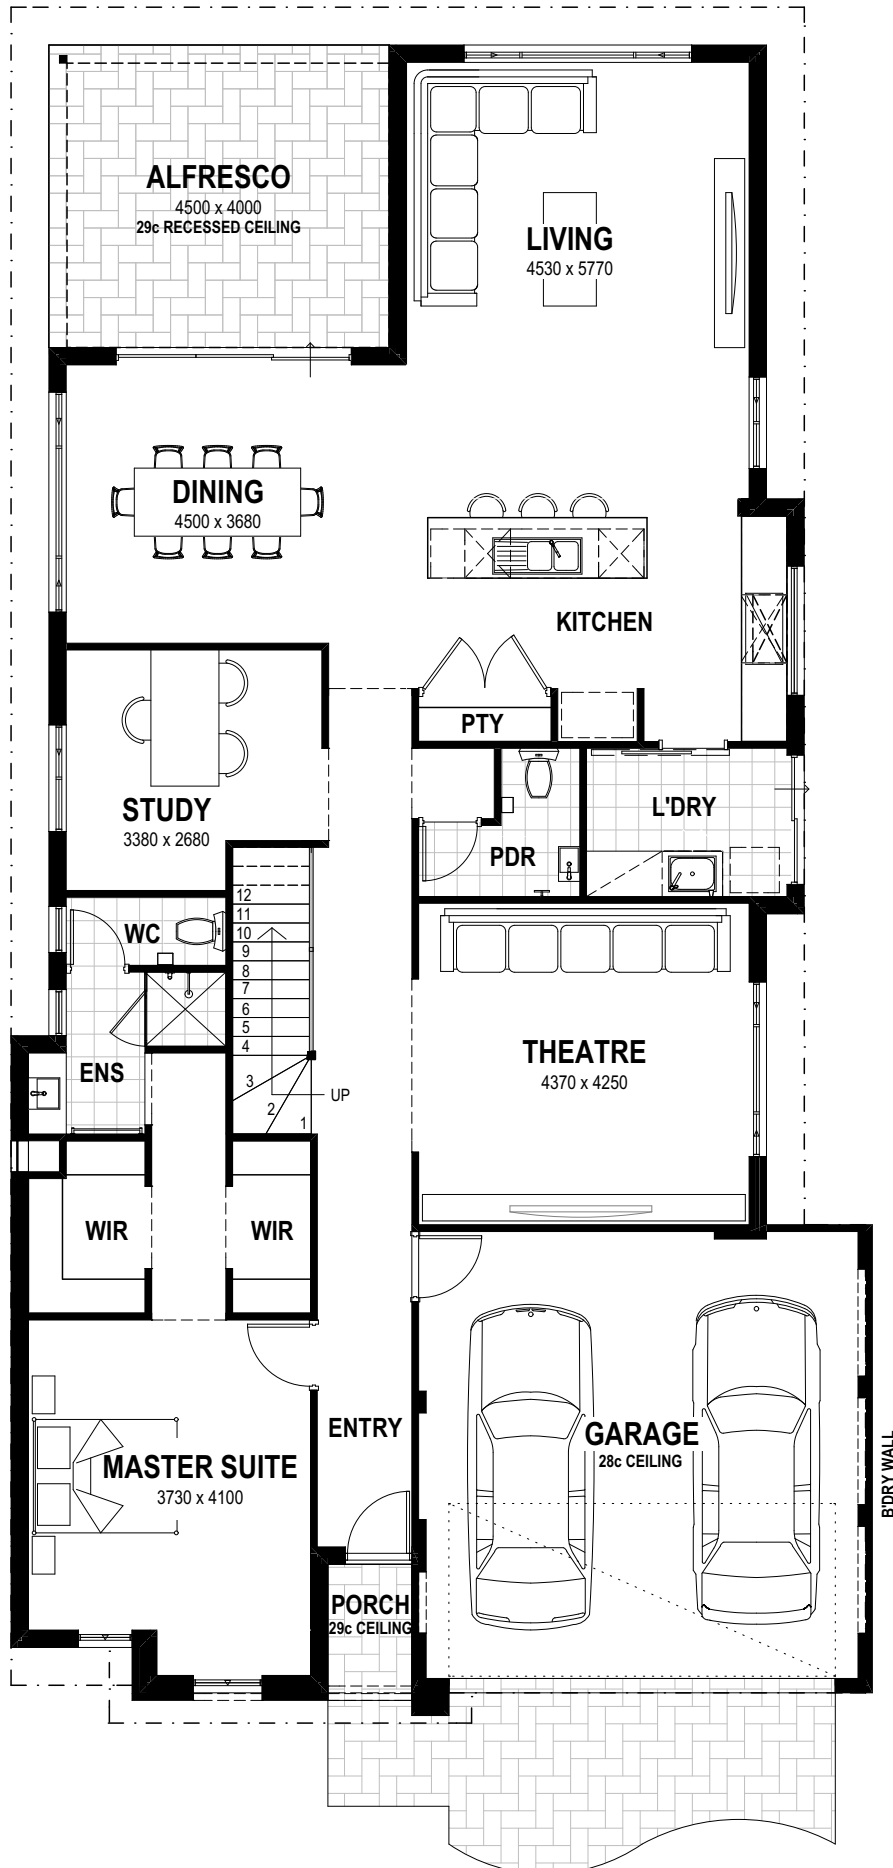 ALFRESCO
4500 x 4000
29c RECESSED CEILING
LIVING
4530 x 5770
DINING
4500 x 3680
KITCHEN
PTY
STUDY
3380 x 2680
L'DRY
PDR
12
11
10
9
8
7
6
5
4
3
2
1
UP
WC
ENS
THEATRE
4370 x 4250
WIR
WIR
ENTRY
GARAGE
28c CEILING
B'DRY WALL
MASTER SUITE
3730 x 4100
PORCH
29c CEILING